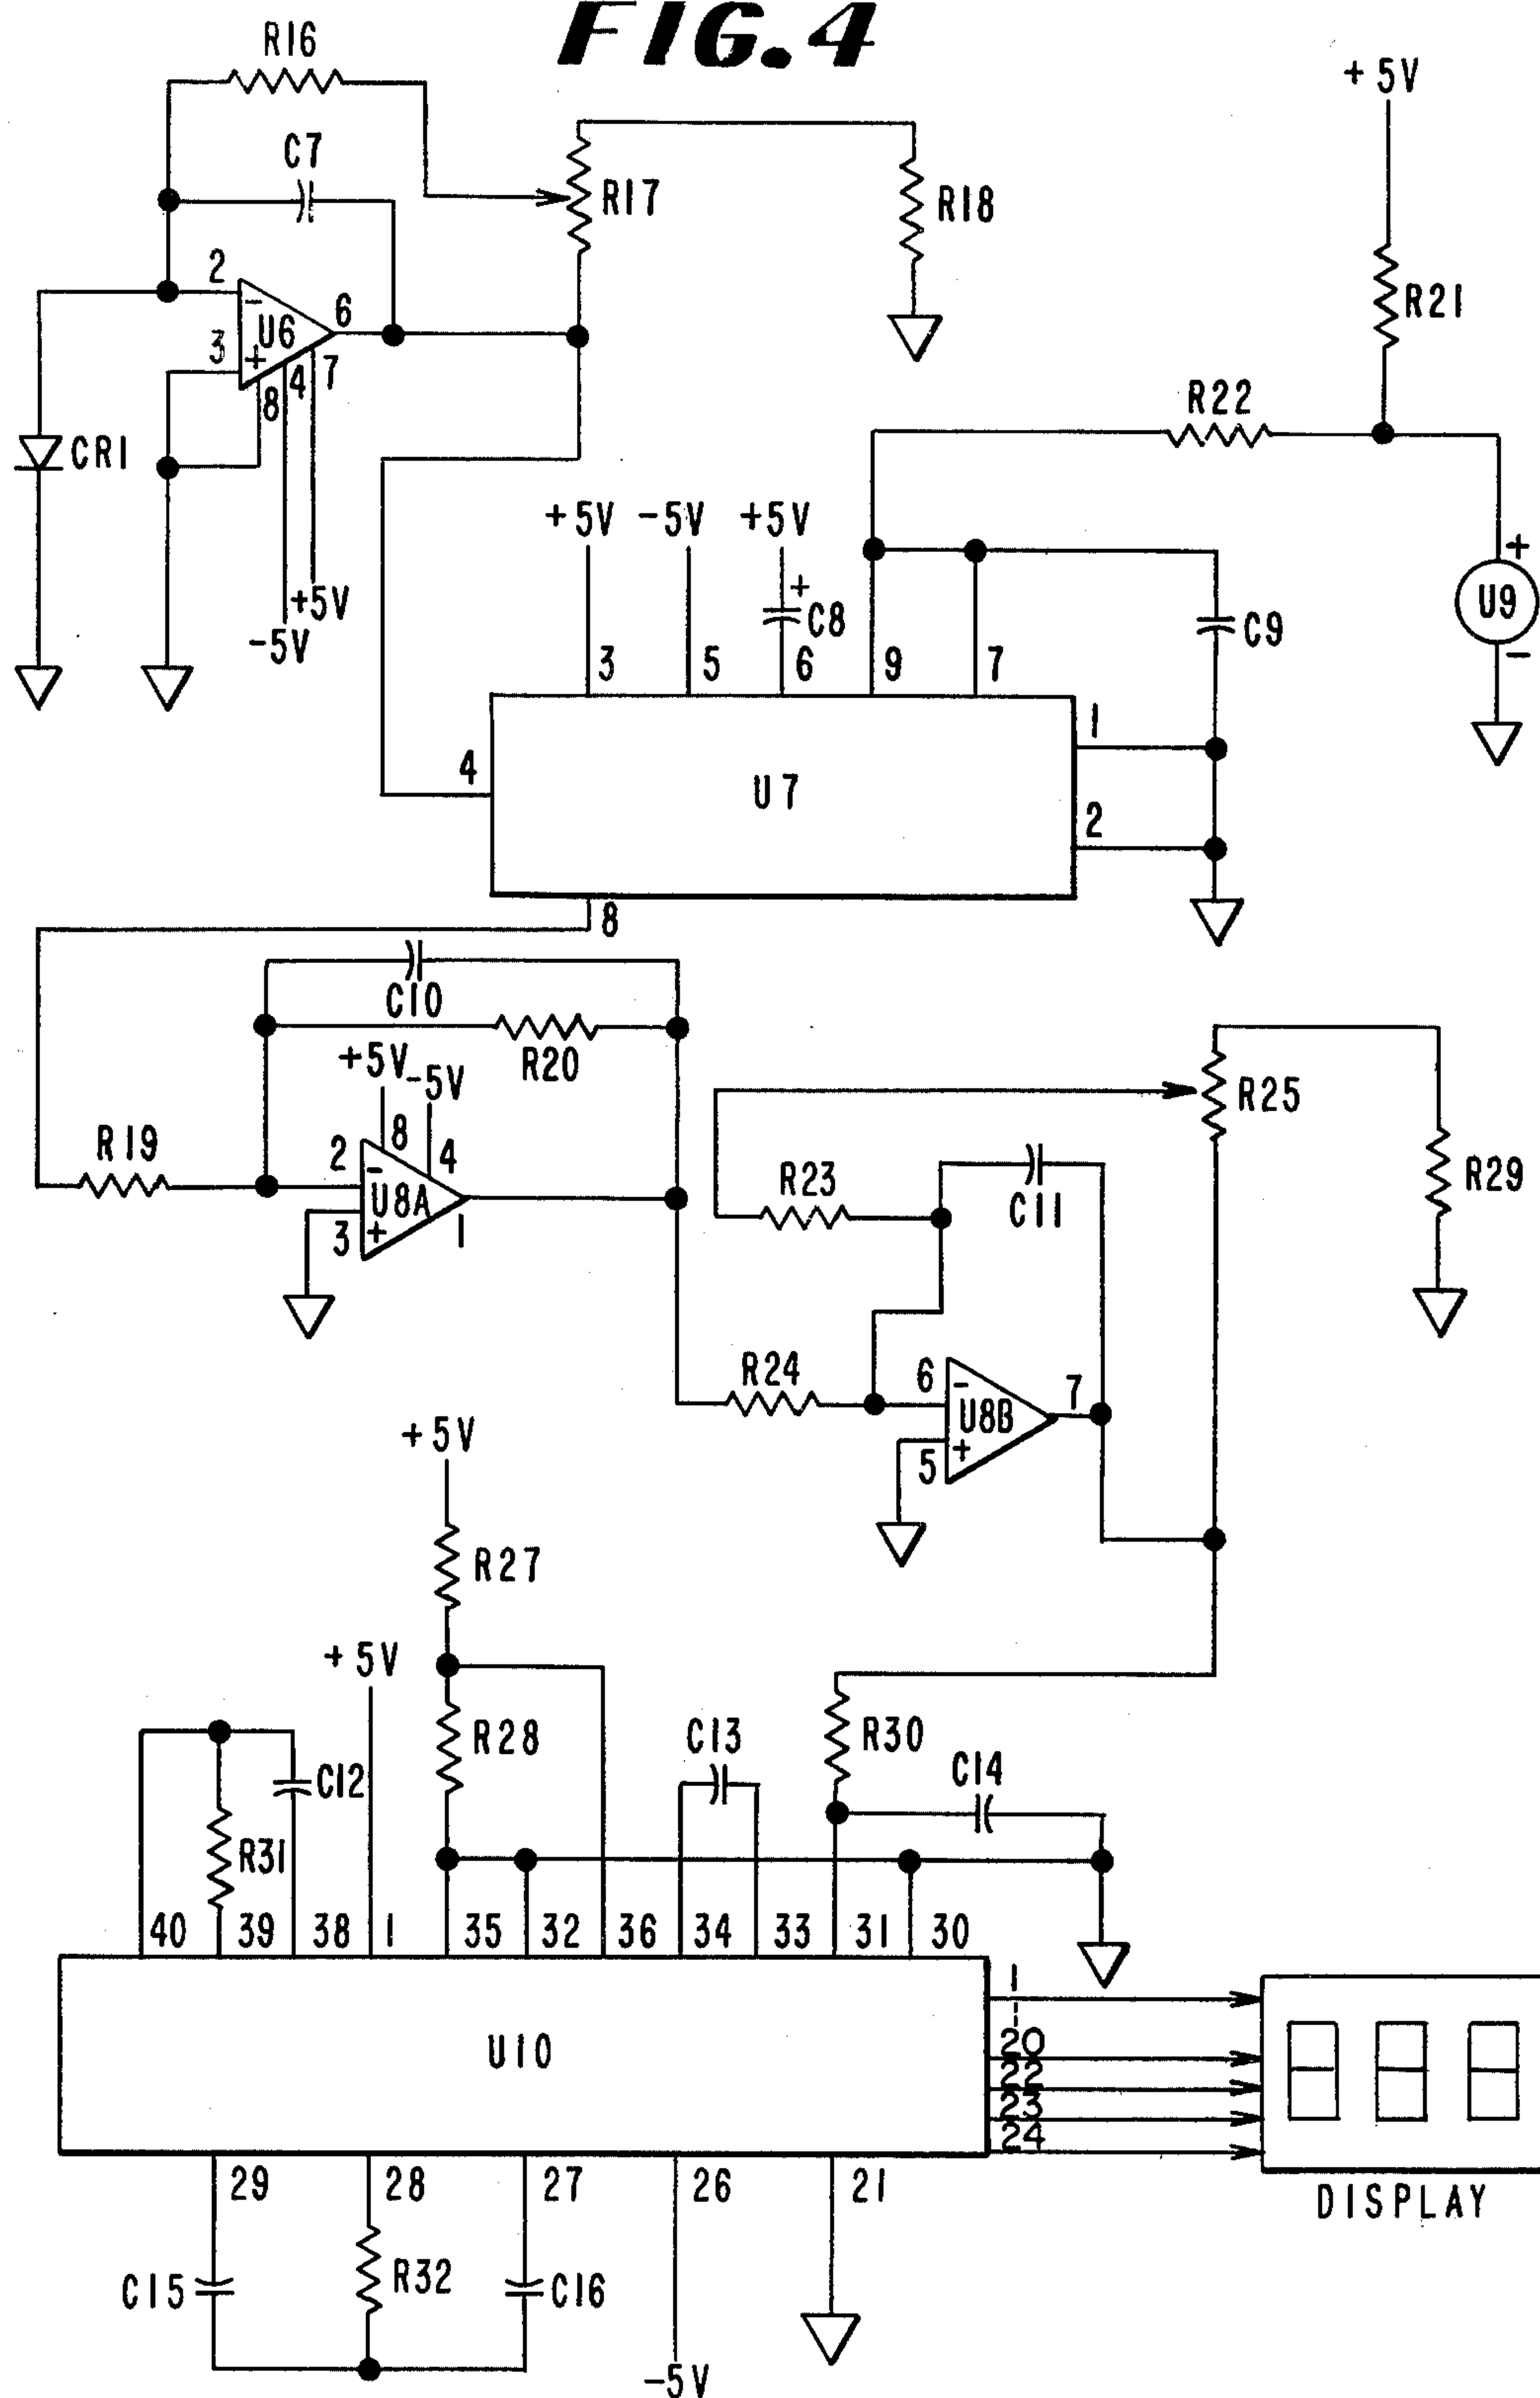 FIG.4
R16
+5V
C7
R17
R18
2
6
U6
-
+
3
7
4
8
R21
R22
CR1
+5V -5V +5V
+
C8
+5V
-5V
+
U9
-
C9
3 5 6 9 7
1
4
U7
2
8
C10
R20
+5V
-5V
8
4
R25
R19
2
-
U8A
+
3
1
R23
C11
R29
R24
6
-
U8B
+
7
5
+5V
R27
+5V
R28
C13
R30
C14
C12
R31
40 39 38 1 35 32 36 34 33 31 30
1
U10
20
22
23
24
29 28 27 26 21
DISPLAY
C15
R32
C16
-5V